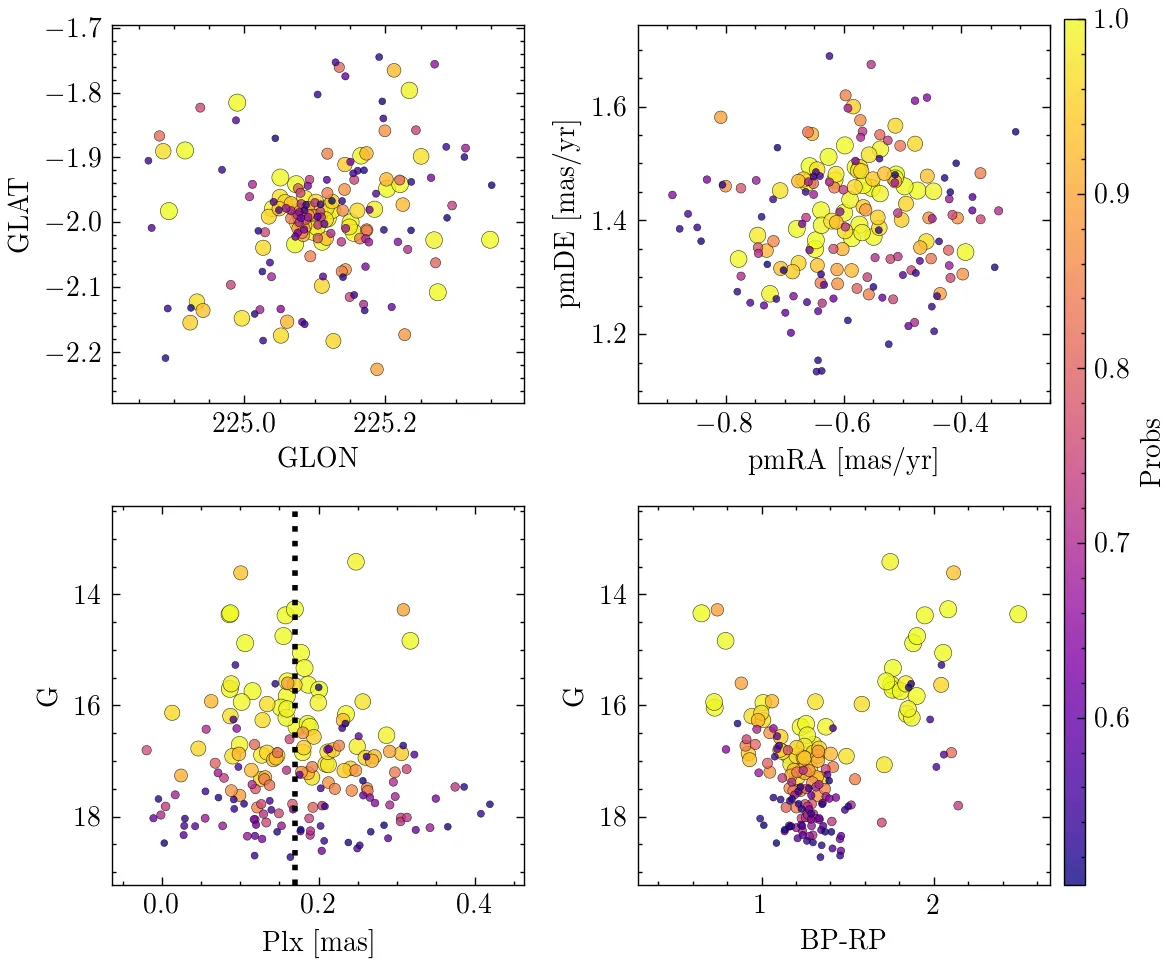 −1.7
−1.8
−1.9
−2.0
−2.1
−2.2
GLAT
225.0 225.2
GLON
1.6
1.4
1.2
pmDE [mas/yr]
−0.8 −0.6 −0.4
pmRA [mas/yr]
14
16
18
G
0.0 0.2 0.4
Plx [mas]
14
16
18
G
1 2
BP-RP
1.0
0.9
0.8
0.7
0.6
Probs